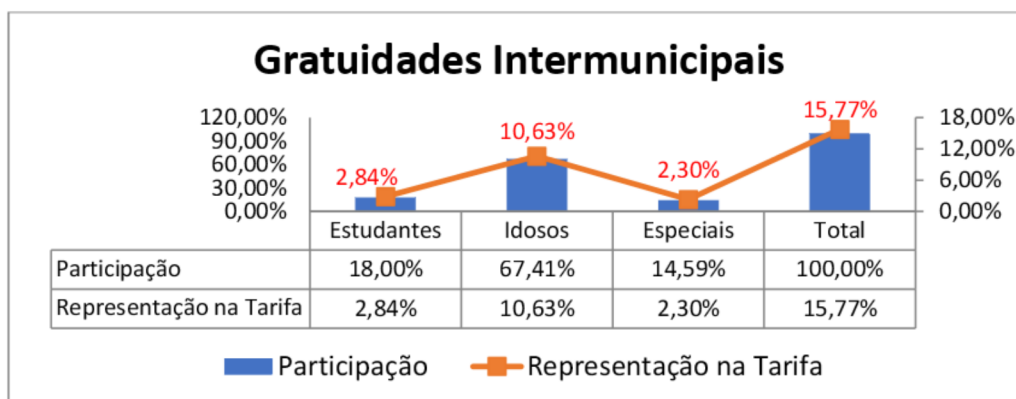 Gratuidades Intermunicipais
120,00%
90,00%
60,00%
30,00%
0,00%
2,84%
10,63%
2,30%
15,77%
18,00%
12,00%
6,00%
0,00%
Estudantes Idosos Especiais Total
Participação 18,00% 67,41% 14,59% 100,00%
Representação na Tarifa 2,84% 10,63% 2,30% 15,77%
Participação Representação na Tarifa